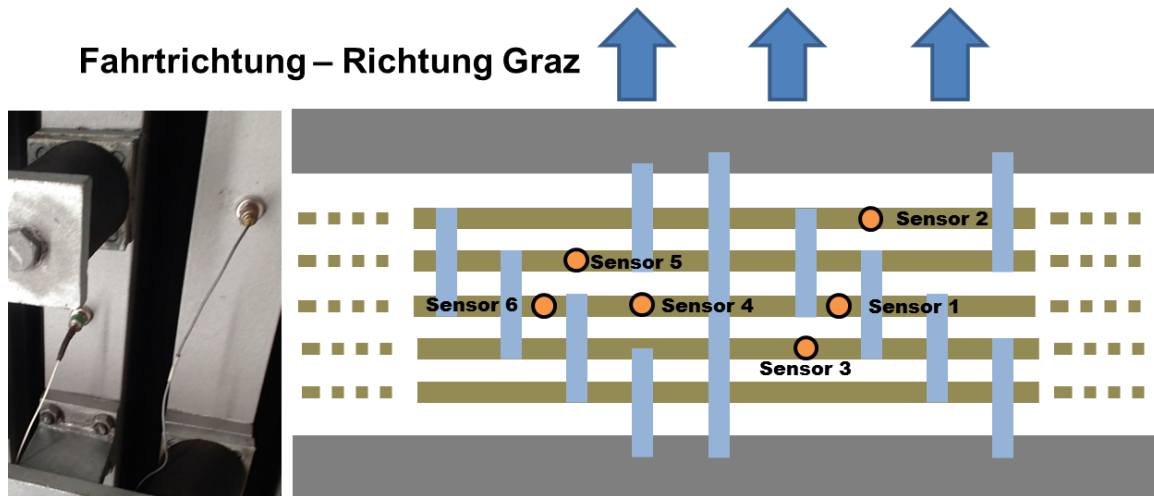 Fahrtrichtung – Richtung Graz
Sensor 2
Sensor 5
Sensor 6
Sensor 4
Sensor 1
Sensor 3